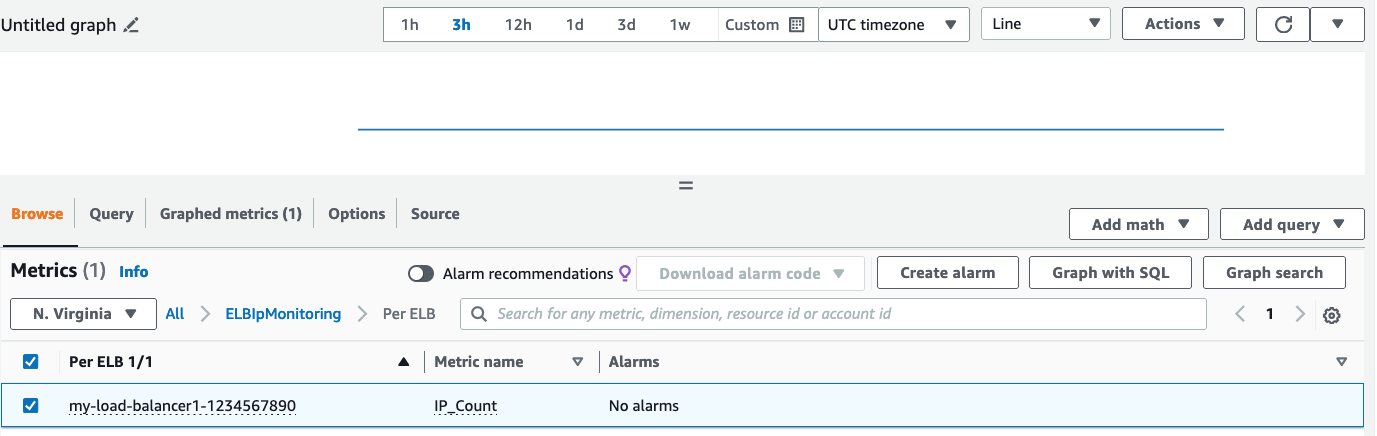 Untitled graph 1h 3h 12h 1d 3d 1w Custom UTC timezone Line Actions
Browse Query Graphed metrics (1) Options Source Add math Add query
Metrics (1) Info Alarm recommendations Download alarm code Create alarm Graph with SQL Graph search
N. Virginia All ELBIpMonitoring Per ELB Search for any metric, dimension, resource id or account id 1
Per ELB 1/1 Metric name Alarms
my-load-balancer1-1234567890 IP_Count No alarms